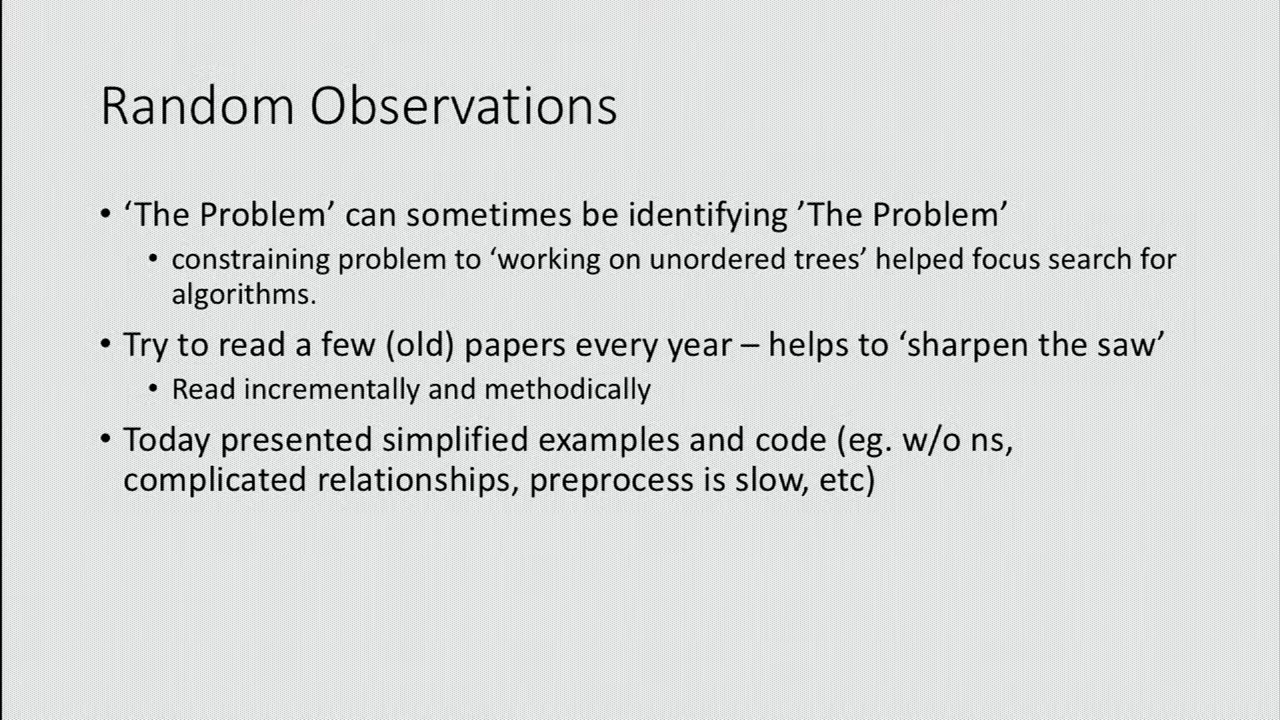 Random Observations
• ‘The Problem’ can sometimes be identifying ’The Problem’
• constraining problem to ‘working on unordered trees’ helped focus search for
algorithms.
• Try to read a few (old) papers every year – helps to ‘sharpen the saw’
• Read incrementally and methodically
• Today presented simplified examples and code (eg. w/o ns,
complicated relationships, preprocess is slow, etc)